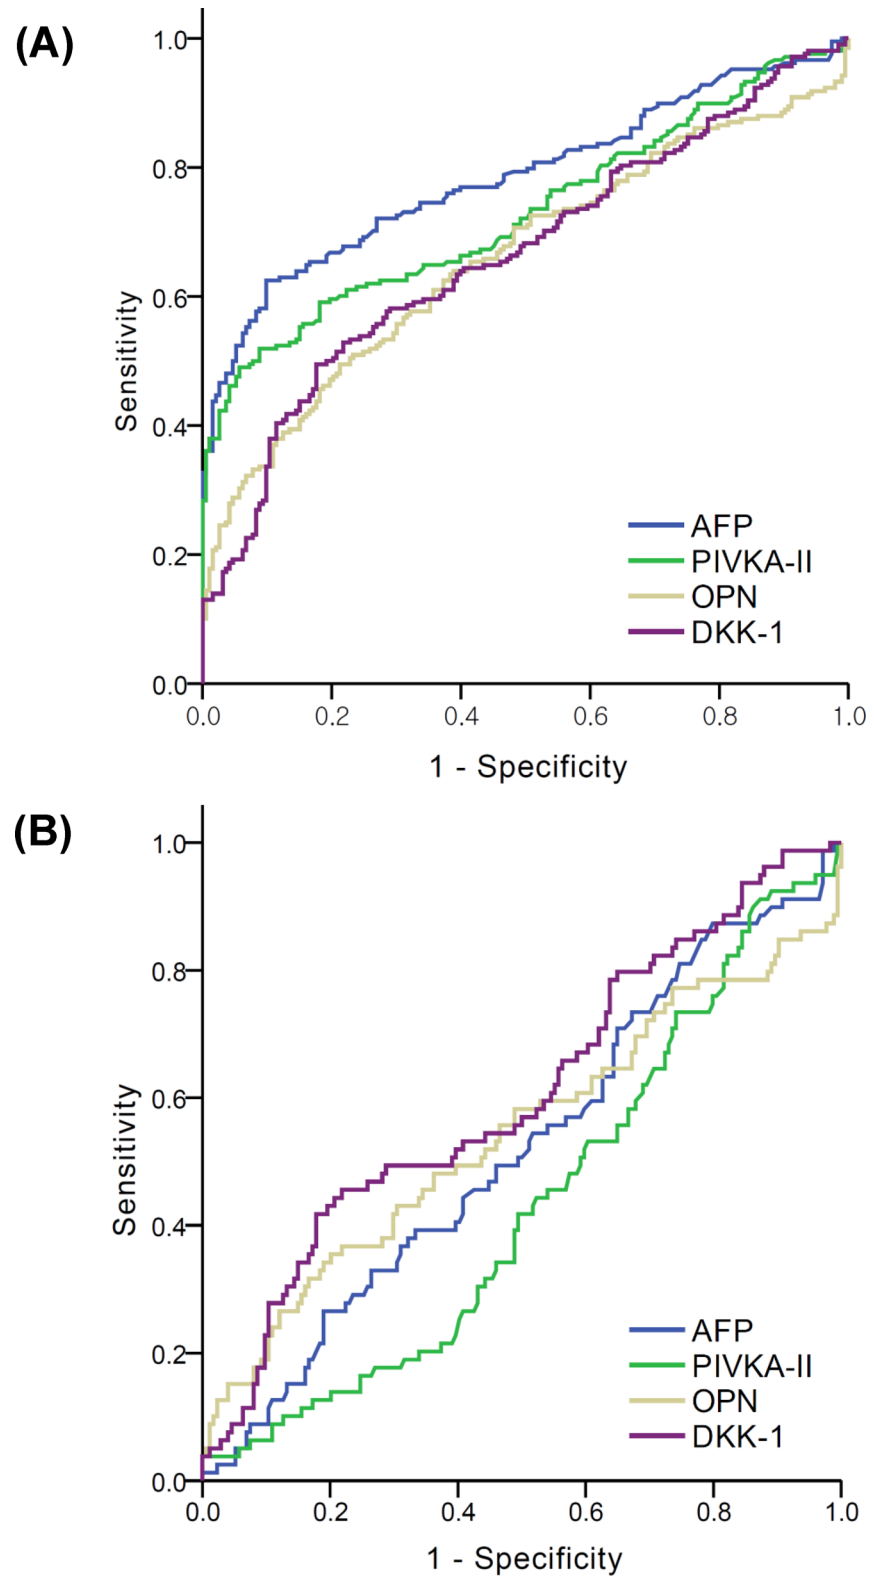 (A)
1.0
0.8
0.6
0.4
0.2
0.0
Sensitivity
AFP
PIVKA-II
OPN
DKK-1
0.0 0.2 0.4 0.6 0.8 1.0
1 - Specificity
(B)
1.0
0.8
0.6
0.4
0.2
0.0
Sensitivity
AFP
PIVKA-II
OPN
DKK-1
0.0 0.2 0.4 0.6 0.8 1.0
1 - Specificity